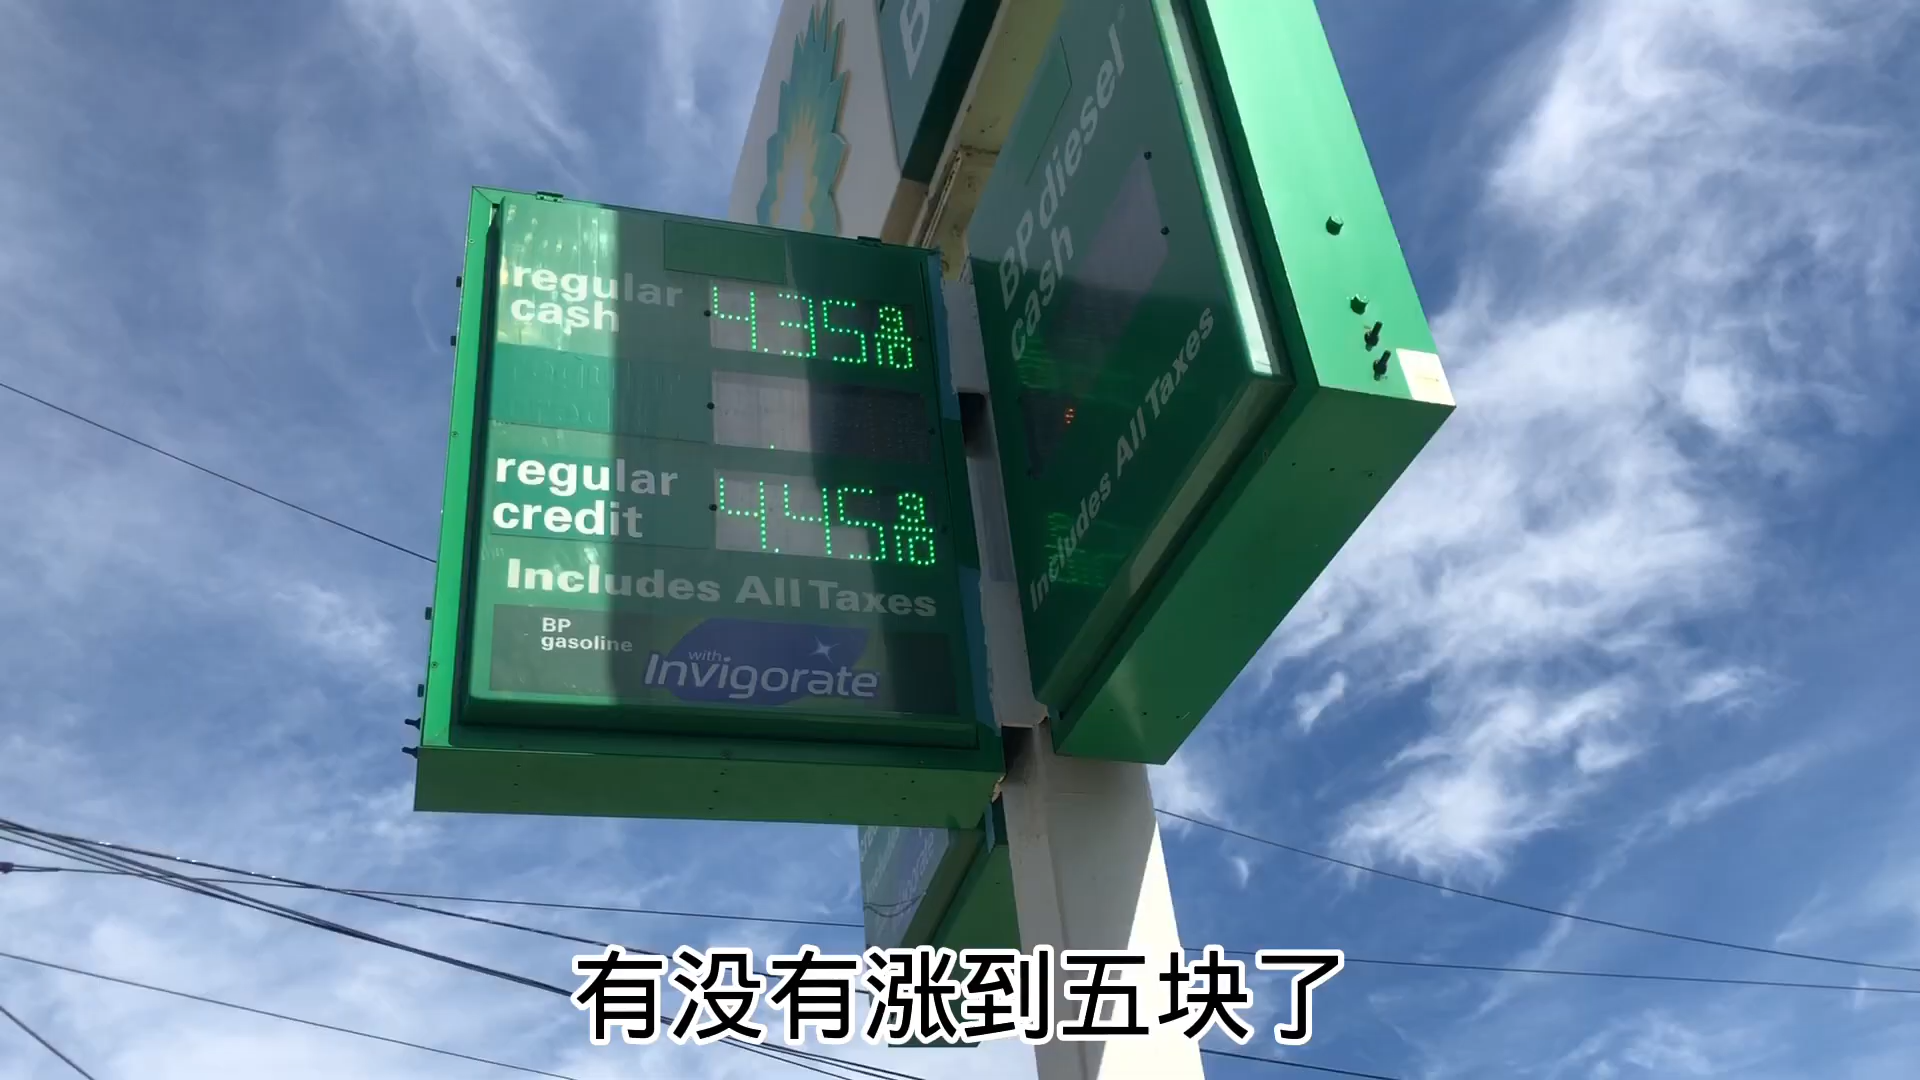 regular
cash
4.35 9/10
regular
credit
4.45 9/10
Includes All Taxes
BP
gasoline
with
Invigorate
BP diesel
Cash
Includes All Taxes
有没有涨到五块了